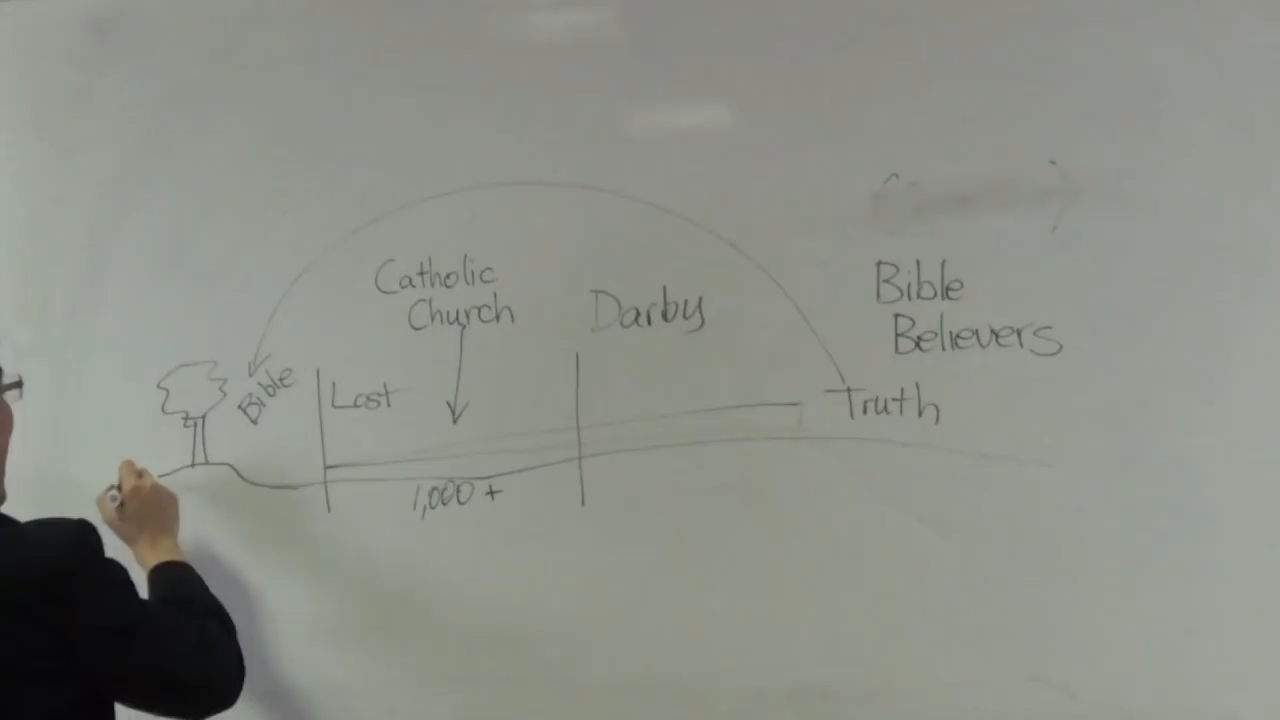 Catholic
Church
Darby
Bible
Believers
Bible
Lost
Truth
1,000 +